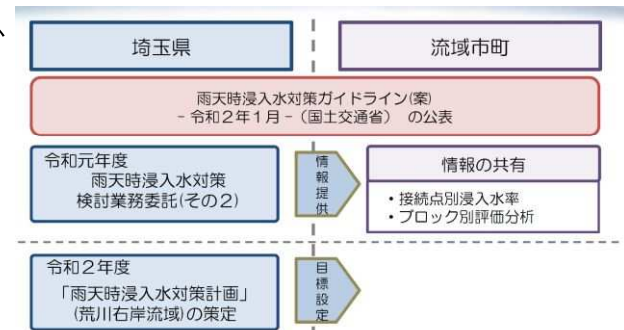 埼玉県
流域市町
雨天時浸入水対策ガイドライン(案)
- 令和２年１月 - (国土交通省) の公表
令和元年度
雨天時浸入水対策
検討業務委託(その２)
情報提供
情報の共有
・接続点別浸入水率
・ブロック別評価分析
令和２年度
「雨天時浸入水対策計画」
(荒川右岸流域)の策定
目標設定